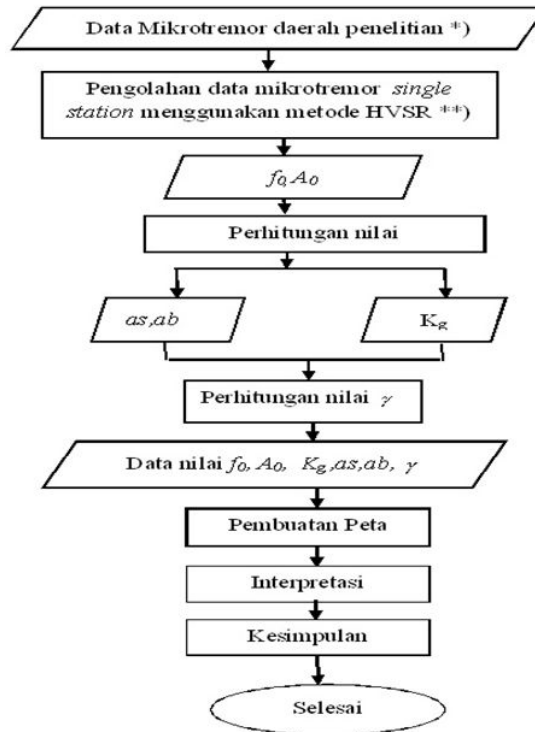 Data Mikrotremor daerah penelitian *)
Pengolahan data mikrotremor single
station menggunakan metode HVSR **)
f0, A0
Perhitungan nilai
as,ab
Kg
Perhitungan nilai γ
Data nilai f0, A0, Kg,as,ab, γ
Pembuatan Peta
Interpretasi
Kesimpulan
Selesai